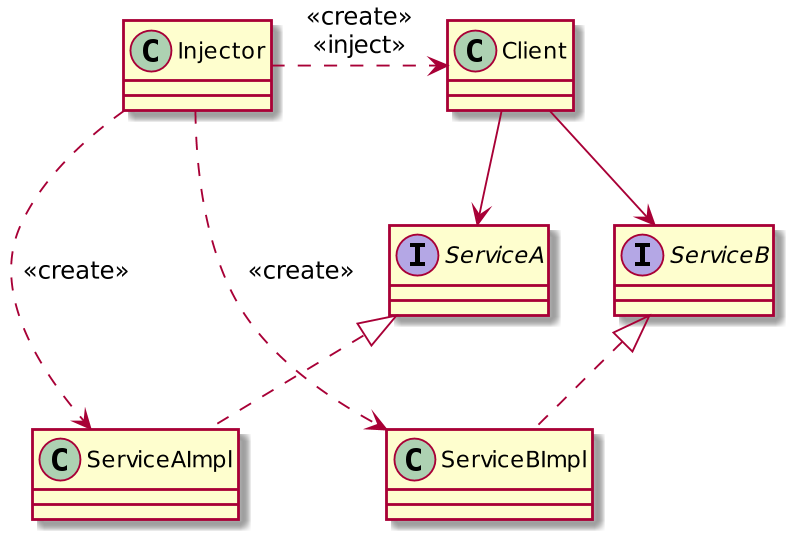 «create»
«inject»
C Injector
C Client
I ServiceA
I ServiceB
«create»
«create»
C ServiceAImpl
C ServiceBImpl